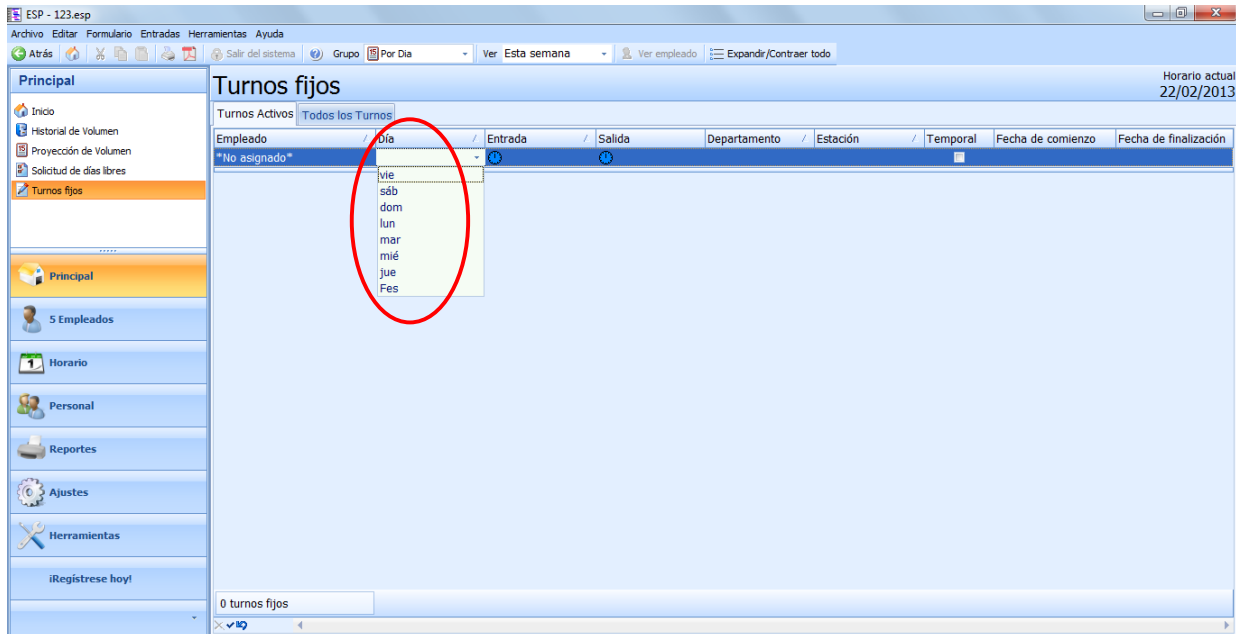 ESP - 123.esp
Archivo Editar Formulario Entradas Herramientas Ayuda
Atrás Salir del sistema Grupo 15 Por Dia Ver Esta semana Ver empleado Expandir/Contraer todo
Principal
Inicio
Historial de Volumen
Proyección de Volumen
Solicitud de días libres
Turnos fijos
Principal
5 Empleados
1 Horario
Personal
Reportes
Ajustes
Herramientas
¡Regístrese hoy!
Turnos fijos
Horario actual
22/02/2013
Turnos Activos Todos los Turnos
Empleado Día Entrada Salida Departamento Estación Temporal Fecha de comienzo Fecha de finalización
*No asignado*
vie
sáb
dom
lun
mar
mié
jue
Fes
0 turnos fijos